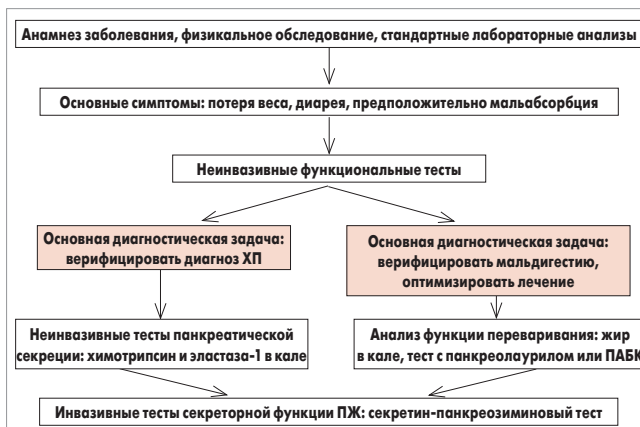 Анамнез заболевания, физикальное обследование, стандартные лабораторные анализы
Основные симптомы: потеря веса, диарея, предположительно мальабсорбция
Неинвазивные функциональные тесты
Основная диагностическая задача:
верифицировать диагноз ХП
Основная диагностическая задача:
верифицировать мальдигестию,
оптимизировать лечение
Неинвазивные тесты панкреатической
секреции: химотрипсин и эластаза-1 в кале
Анализ функции переваривания: жир
в кале, тест с панкреолаурилом или ПАБК
Инвазивные тесты секреторной функции ПЖ: секретин-панкреозиминовый тест